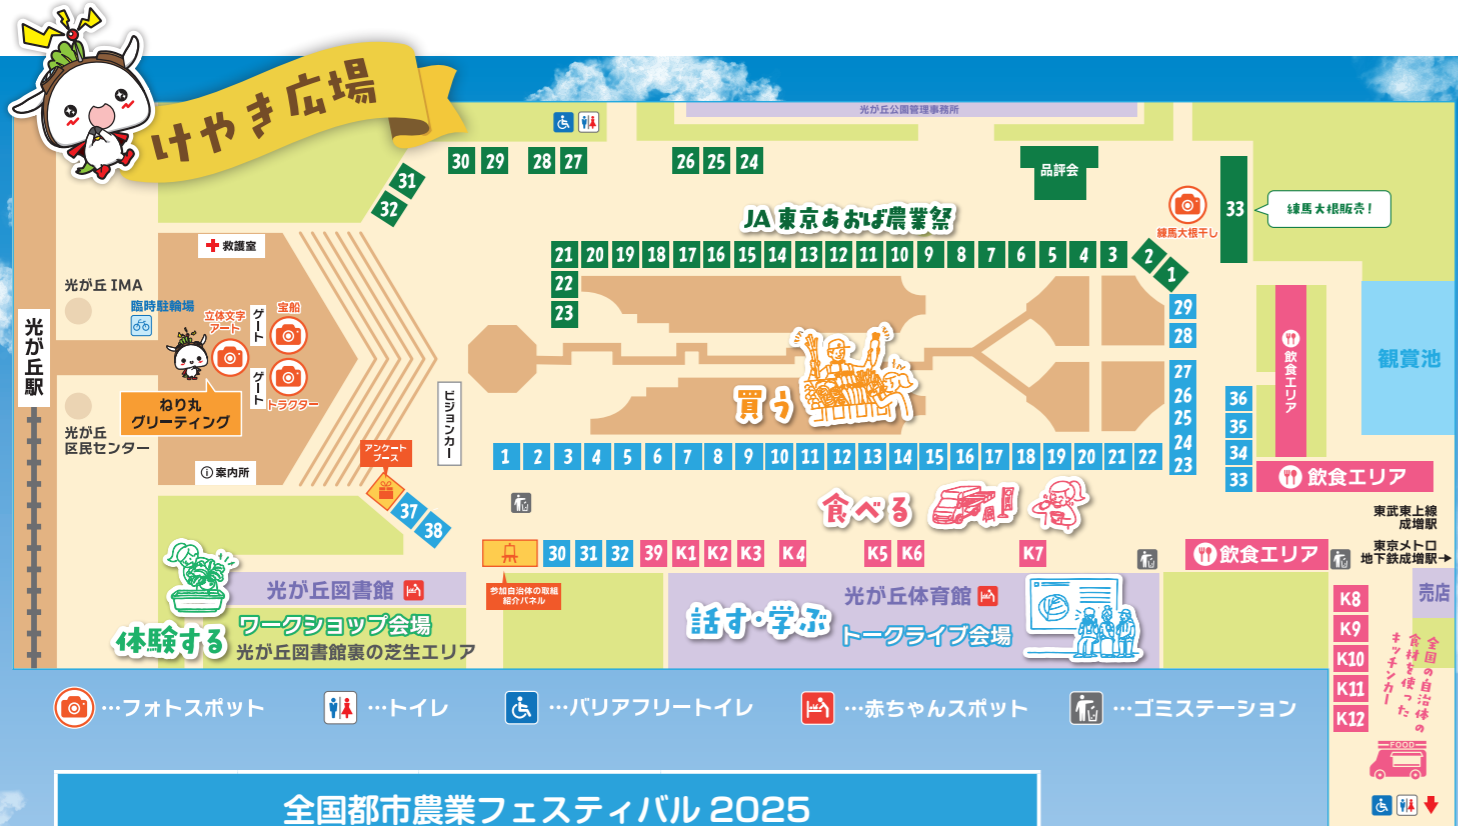 けやき広場
光が丘公園管理事務所
30 29 28 27 26 25 24
31
32
品評会
33
練馬大根販売!
練馬大根干し
JA東京あおば農業祭
救護室
21 20 19 18 17 16 15 14 13 12 11 10 9 8 7 6 5 4 3 2 1
22
23
光が丘 IMA
臨時駐輪場
立体文字
アート
ゲート
宝船
光が丘駅
29
28
27
26
25
24
23
飲食エリア
観賞池
ゲート
トラクター
ねり丸
グリーティング
ビジョンカー
買う
36
35
34
33
光が丘
区民センター
アンケート
ブース
案内所
1 2 3 4 5 6 7 8 9 10 11 12 13 14 15 16 17 18 19 20 21 22
飲食エリア
37
38
食べる
東武東上線
成増駅
東京メトロ
地下鉄成増駅→
30 31 32 39 K1 K2 K3 K4 K5 K6 K7
飲食エリア
参加自治体の取組
紹介パネル
光が丘図書館
体験する
ワークショップ会場
光が丘図書館裏の芝生エリア
話す・学ぶ
光が丘体育館
トークライブ会場
売店
K8
K9
K10
K11
K12
全国の自治体の
食材を使った
キッチンカー
FOOD
…フォトスポット
…トイレ
…バリアフリートイレ
…赤ちゃんスポット
…ゴミステーション
全国都市農業フェスティバル 2025